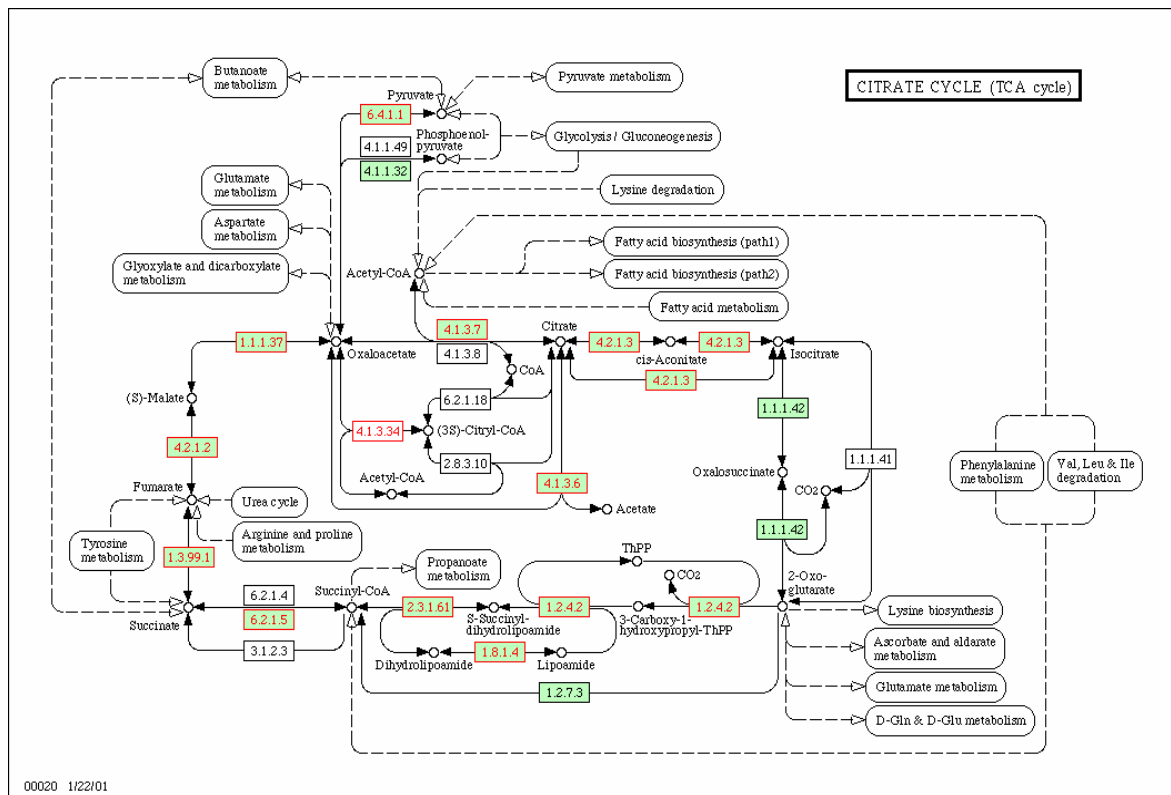 Butanoate
metabolism
Pyruvate metabolism
CITRATE CYCLE (TCA cycle)
Pyruvate
6.4.1.1
Phosphoenol-
pyruvate
4.1.1.49
4.1.1.32
Glycolysis / Gluconeogenesis
Glutamate
metabolism
Lysine degradation
Aspartate
metabolism
Fatty acid biosynthesis (path1)
Glyoxylate and dicarboxylate
metabolism
Acetyl-CoA
Fatty acid biosynthesis (path2)
Fatty acid metabolism
1.1.1.37
Oxaloacetate
4.1.3.7
4.1.3.8
Citrate
4.2.1.3
4.2.1.3
cis-Aconitate
Isocitrate
4.2.1.3
CoA
(S)-Malate
6.2.1.18
1.1.1.42
4.1.3.34
(3S)-Citryl-CoA
4.2.1.2
2.8.3.10
1.1.1.41
Oxalosuccinate
Phenylalanine
metabolism
Val, Leu & Ile
degradation
Acetyl-CoA
4.1.3.6
CO2
Fumarate
Urea cycle
Acetate
1.1.1.42
Tyrosine
metabolism
Arginine and proline
metabolism
1.3.99.1
Propanoate
metabolism
ThPP
CO2
2-Oxo-
glutarate
6.2.1.4
Succinyl-CoA
Succinate
6.2.1.5
2.3.1.61
S-Succinyl-
dihydrolipoamide
1.2.4.2
3-Carboxy-1-
hydroxypropyl-ThPP
1.2.4.2
Lysine biosynthesis
3.1.2.3
Dihydrolipoamide
1.8.1.4
Lipoamide
Ascorbate and aldarate
metabolism
1.2.7.3
Glutamate metabolism
D-Gln & D-Glu metabolism
00020 1/22/01